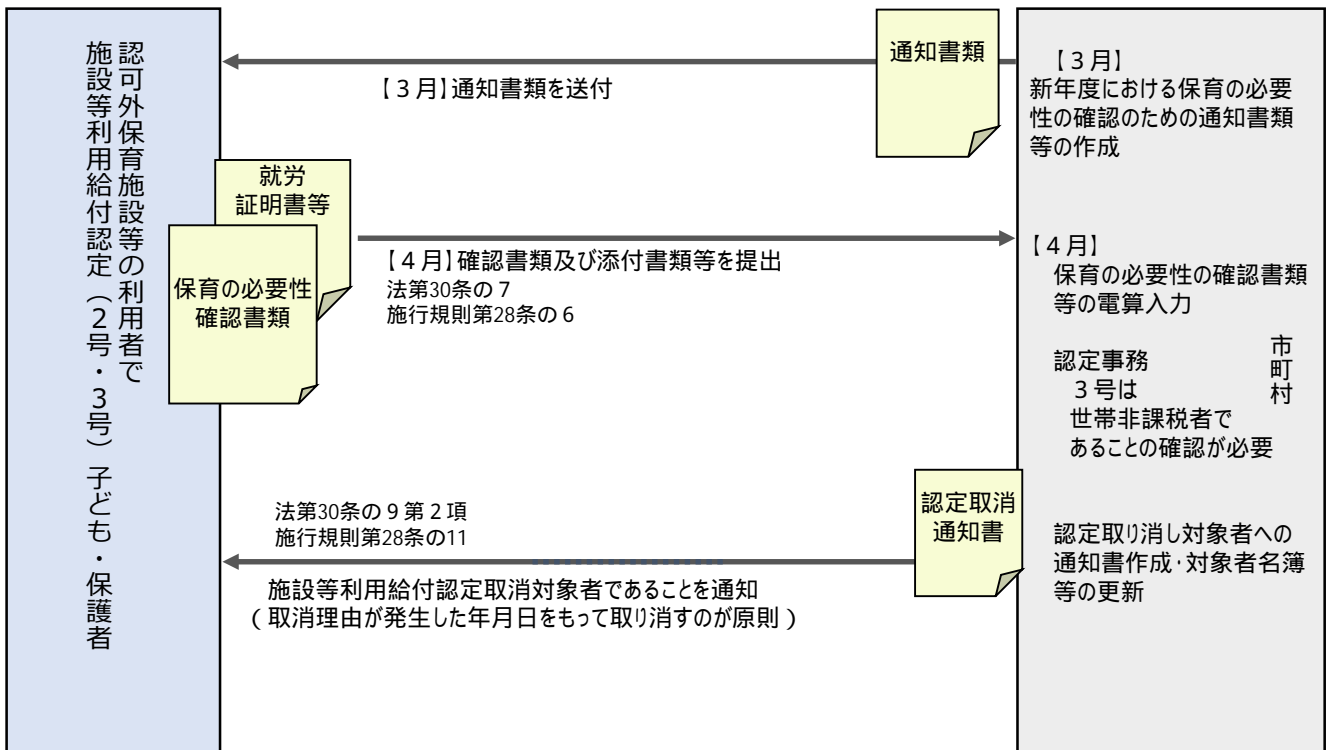 認可外保育施設等の利用者で
施設等利用給付認定（２号・３号）子ども・保護者
通知書類
【３月】通知書類を送付
【３月】
新年度における保育の必要
性の確認のための通知書類
等の作成
就労
証明書等
保育の必要性
確認書類
【４月】確認書類及び添付書類等を提出
法第30条の７
施行規則第28条の６
【４月】
保育の必要性の確認書類
等の電算入力
市町村
認定事務
３号は
世帯非課税者で
あることの確認が必要
認定取消
通知書
法第30条の９第２項
施行規則第28条の11
施設等利用給付認定取消対象者であることを通知
（取消理由が発生した年月日をもって取り消すのが原則）
認定取り消し対象者への
通知書作成・対象者名簿
等の更新